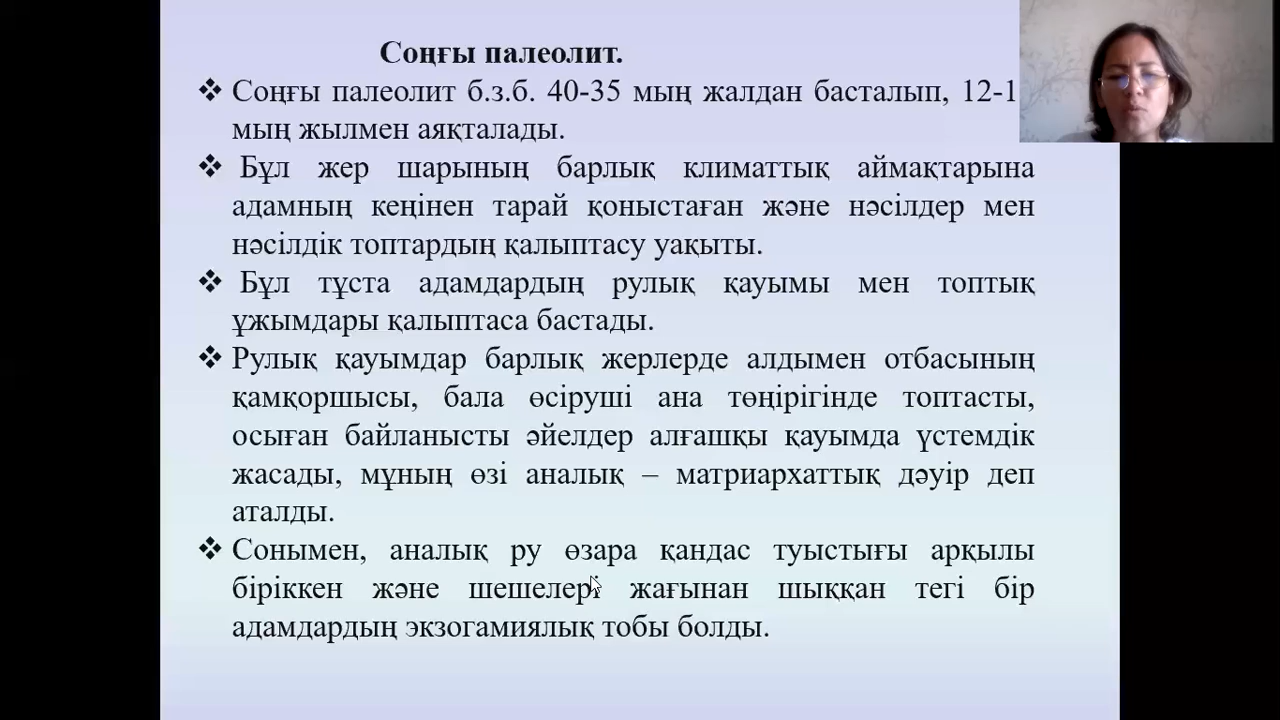 Соңғы палеолит.
❖ Соңғы палеолит б.з.б. 40-35 мың жалдан басталып, 12-1
мың жылмен аяқталады.
❖ Бұл жер шарының барлық климаттық аймақтарына
адамның кеңінен тарай қоныстаған және нәсілдер мен
нәсілдік топтардың қалыптасу уақыты.
❖ Бұл тұста адамдардың рулық қауымы мен топтық
ұжымдары қалыптаса бастады.
❖ Рулық қауымдар барлық жерлерде алдымен отбасының
қамқоршысы, бала өсіруші ана төңірігінде топтасты,
осыған байланысты әйелдер алғашқы қауымда үстемдік
жасады, мұның өзі аналық – матриархаттық дәуір деп
аталды.
❖ Сонымен, аналық ру өзара қандас туыстығы арқылы
біріккен және шешелері жағынан шыққан тегі бір
адамдардың экзогамиялық тобы болды.